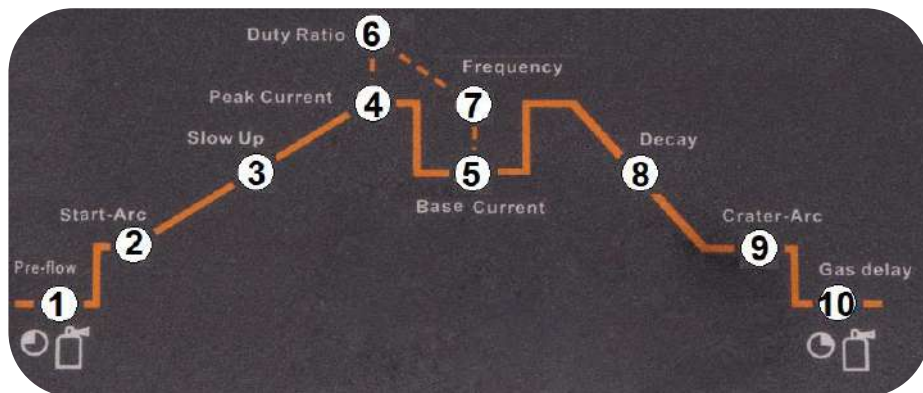 Duty Ratio 6
Frequency
Peak Current 4 7
Slow Up
3 5 8 Decay
Base Current
Start-Arc
2 Crater-Arc
9
Pre-flow Gas delay
1 10